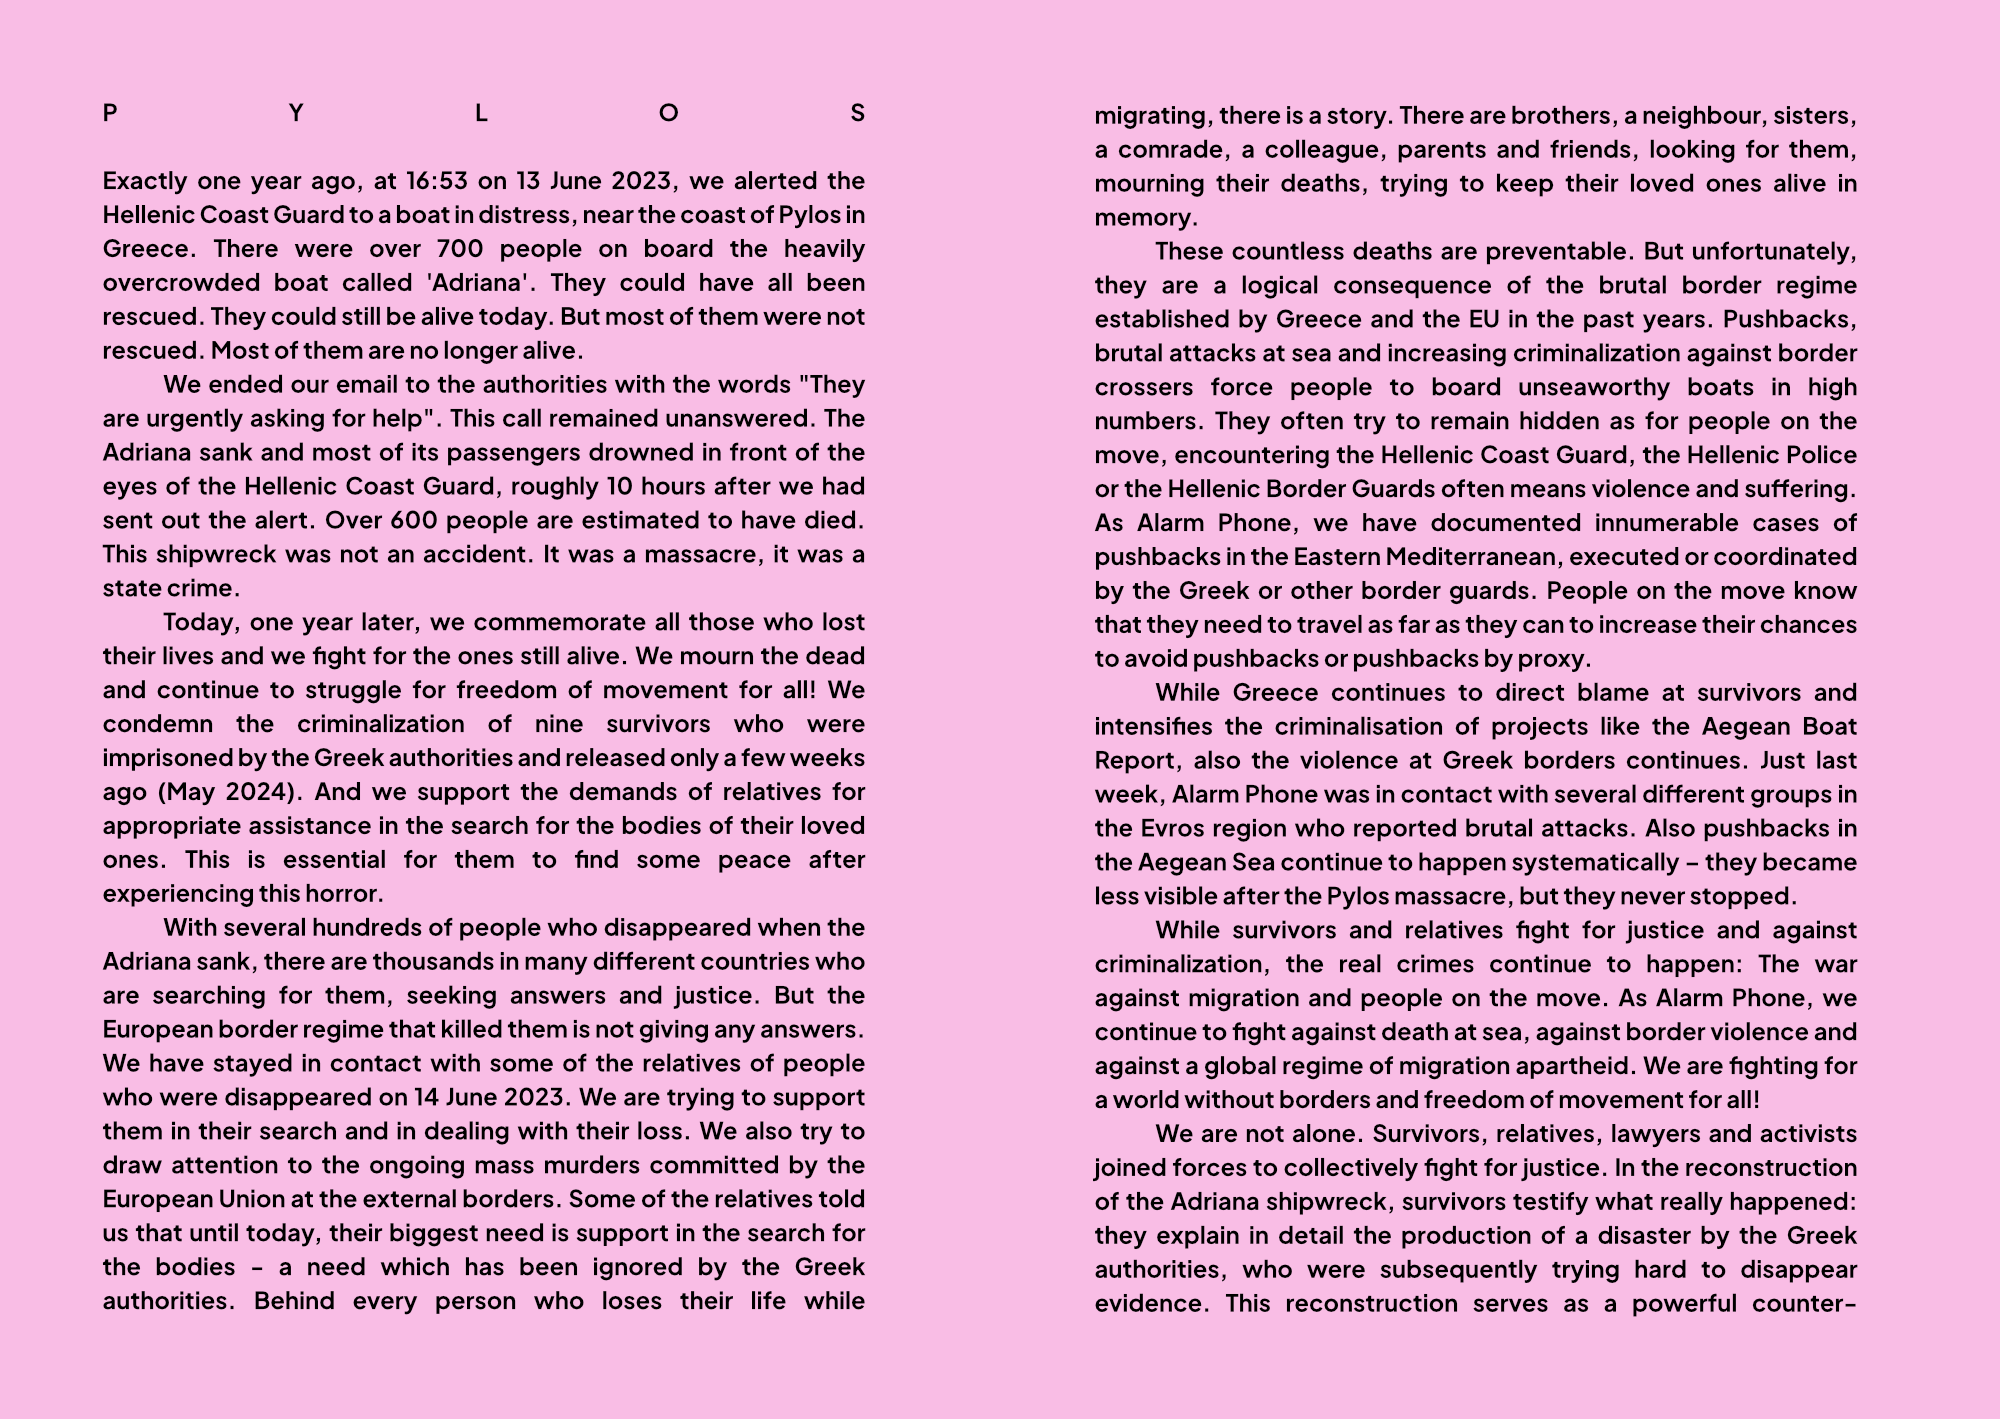 P Y L O S
Exactly one year ago, at 16:53 on 13 June 2023, we alerted the
Hellenic Coast Guard to a boat in distress, near the coast of Pylos in
Greece. There were over 700 people on board the heavily
overcrowded boat called 'Adriana'. They could have all been
rescued. They could still be alive today. But most of them were not
rescued. Most of them are no longer alive.
We ended our email to the authorities with the words "They
are urgently asking for help". This call remained unanswered. The
Adriana sank and most of its passengers drowned in front of the
eyes of the Hellenic Coast Guard, roughly 10 hours after we had
sent out the alert. Over 600 people are estimated to have died.
This shipwreck was not an accident. It was a massacre, it was a
state crime.
Today, one year later, we commemorate all those who lost
their lives and we fight for the ones still alive. We mourn the dead
and continue to struggle for freedom of movement for all! We
condemn the criminalization of nine survivors who were
imprisoned by the Greek authorities and released only a few weeks
ago (May 2024). And we support the demands of relatives for
appropriate assistance in the search for the bodies of their loved
ones. This is essential for them to find some peace after
experiencing this horror.
With several hundreds of people who disappeared when the
Adriana sank, there are thousands in many different countries who
are searching for them, seeking answers and justice. But the
European border regime that killed them is not giving any answers.
We have stayed in contact with some of the relatives of people
who were disappeared on 14 June 2023. We are trying to support
them in their search and in dealing with their loss. We also try to
draw attention to the ongoing mass murders committed by the
European Union at the external borders. Some of the relatives told
us that until today, their biggest need is support in the search for
the bodies – a need which has been ignored by the Greek
authorities. Behind every person who loses their life while
migrating, there is a story. There are brothers, a neighbour, sisters,
a comrade, a colleague, parents and friends, looking for them,
mourning their deaths, trying to keep their loved ones alive in
memory.
These countless deaths are preventable. But unfortunately,
they are a logical consequence of the brutal border regime
established by Greece and the EU in the past years. Pushbacks,
brutal attacks at sea and increasing criminalization against border
crossers force people to board unseaworthy boats in high
numbers. They often try to remain hidden as for people on the
move, encountering the Hellenic Coast Guard, the Hellenic Police
or the Hellenic Border Guards often means violence and suffering.
As Alarm Phone, we have documented innumerable cases of
pushbacks in the Eastern Mediterranean, executed or coordinated
by the Greek or other border guards. People on the move know
that they need to travel as far as they can to increase their chances
to avoid pushbacks or pushbacks by proxy.
While Greece continues to direct blame at survivors and
intensifies the criminalisation of projects like the Aegean Boat
Report, also the violence at Greek borders continues. Just last
week, Alarm Phone was in contact with several different groups in
the Evros region who reported brutal attacks. Also pushbacks in
the Aegean Sea continue to happen systematically – they became
less visible after the Pylos massacre, but they never stopped.
While survivors and relatives fight for justice and against
criminalization, the real crimes continue to happen: The war
against migration and people on the move. As Alarm Phone, we
continue to fight against death at sea, against border violence and
against a global regime of migration apartheid. We are fighting for
a world without borders and freedom of movement for all!
We are not alone. Survivors, relatives, lawyers and activists
joined forces to collectively fight for justice. In the reconstruction
of the Adriana shipwreck, survivors testify what really happened:
they explain in detail the production of a disaster by the Greek
authorities, who were subsequently trying hard to disappear
evidence. This reconstruction serves as a powerful counter-